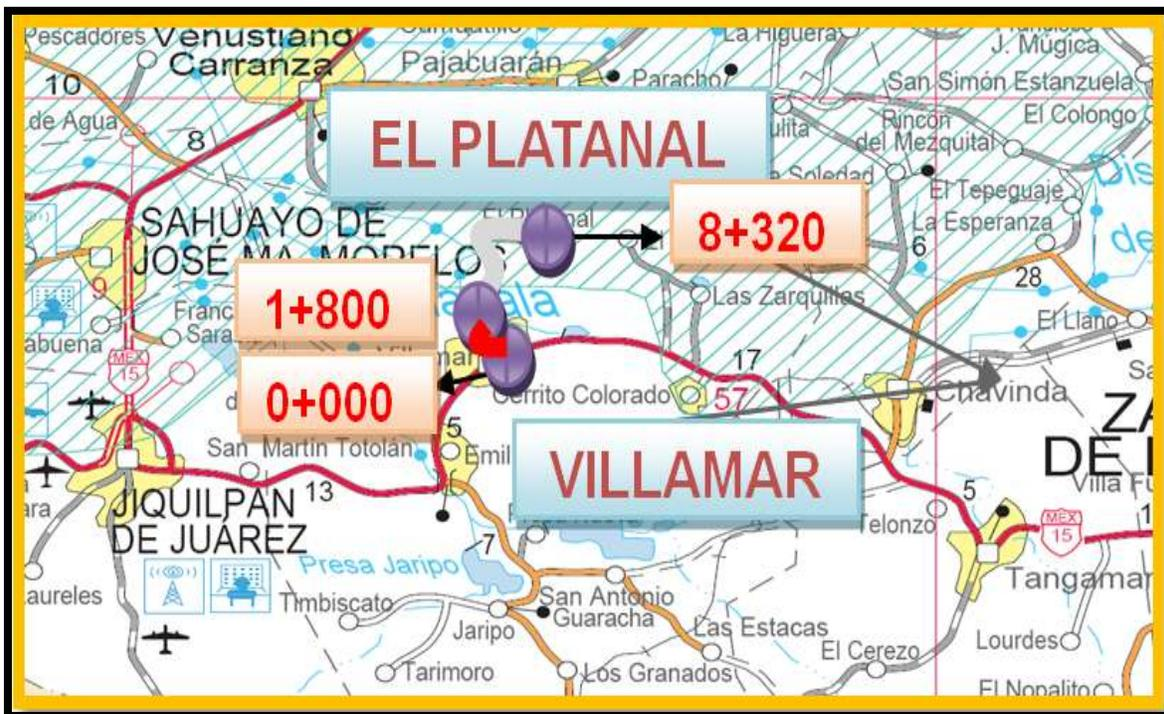 Pescadores
Venustiano
Carranza
Pajacuarán
Paracho
La Higuera
J. Múgica
San Simón Estanzuela
10
de Agua
8
El Colongo
Rincón
del Mezquital
EL PLATANAL
Soledad
El Tepeguaje
La Esperanza
SAHUAYO DE
JOSÉ MA. MORELOS
8+320
6
de
28
9
1+800
Las Zarquillas
El Llano
MEX
15
17
0+000
Cerrito Colorado
57
Chavinda
5
San Martín Totolán
VILLAMAR
13
Telonzo
5
MEX
15
JIQUILPAN
DE JUÁREZ
7
Presa Jaripo
Tangamar
aureles
Timbiscato
San Antonio
Guaracha
Jaripo
Las Estacas
El Cerezo
Lourdes
Tarimoro
Los Granados
El Nopalito